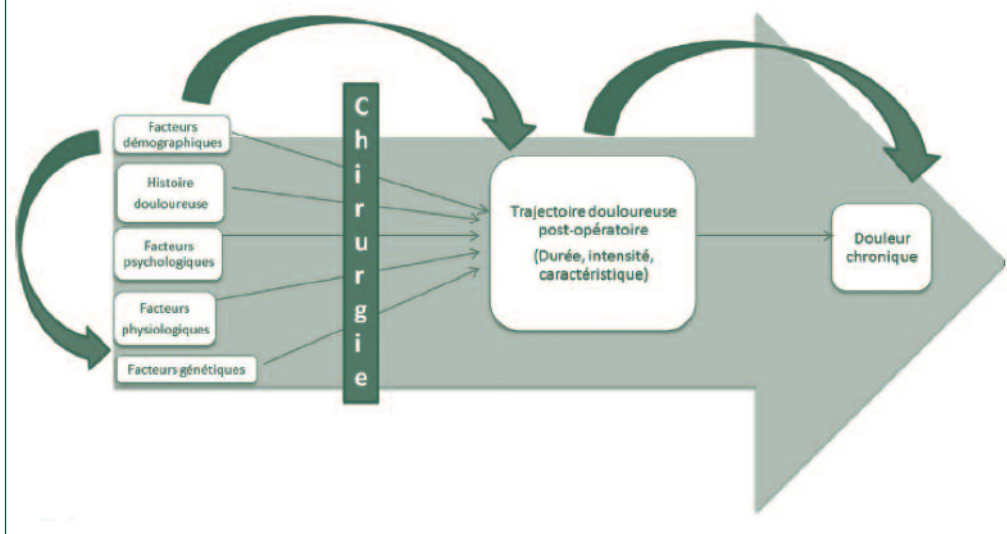 Facteurs
démographiques
Histoire
douloureuse
Facteurs
psychologiques
Facteurs
physiologiques
Facteurs génétiques
Chirurgie
Trajectoire douloureuse
post-opératoire
(Durée, intensité,
caractéristique)
Douleur
chronique